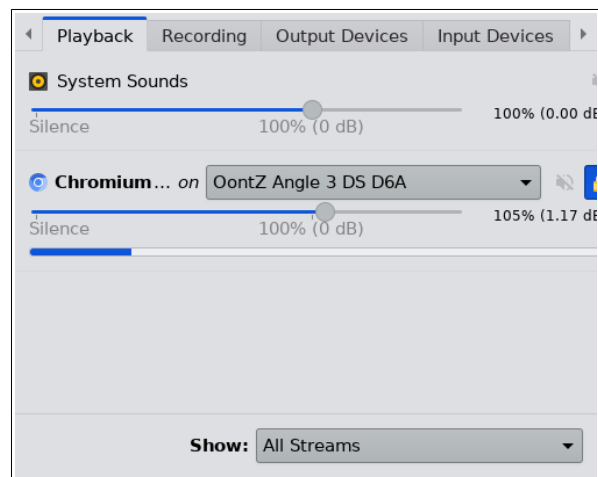 Playback Recording Output Devices Input Devices
System Sounds
100% (0.00 dB
Silence 100% (0 dB)
Chromium... on OontZ Angle 3 DS D6A
105% (1.17 dB
Silence 100% (0 dB)
Show: All Streams